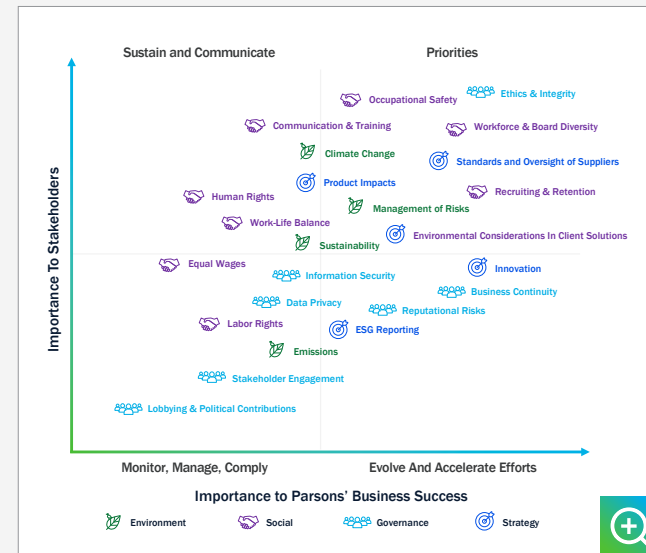 Sustain and Communicate
Priorities
Ethics & Integrity
Occupational Safety
Communication & Training
Workforce & Board Diversity
Climate Change
Standards and Oversight of Suppliers
Product Impacts
Recruiting & Retention
Human Rights
Management of Risks
Work-Life Balance
Environmental Considerations In Client Solutions
Sustainability
Equal Wages
Innovation
Information Security
Business Continuity
Data Privacy
Reputational Risks
Labor Rights
ESG Reporting
Emissions
Stakeholder Engagement
Lobbying & Political Contributions
Importance To Stakeholders
Monitor, Manage, Comply
Evolve And Accelerate Efforts
Importance to Parsons' Business Success
Environment
Social
Governance
Strategy